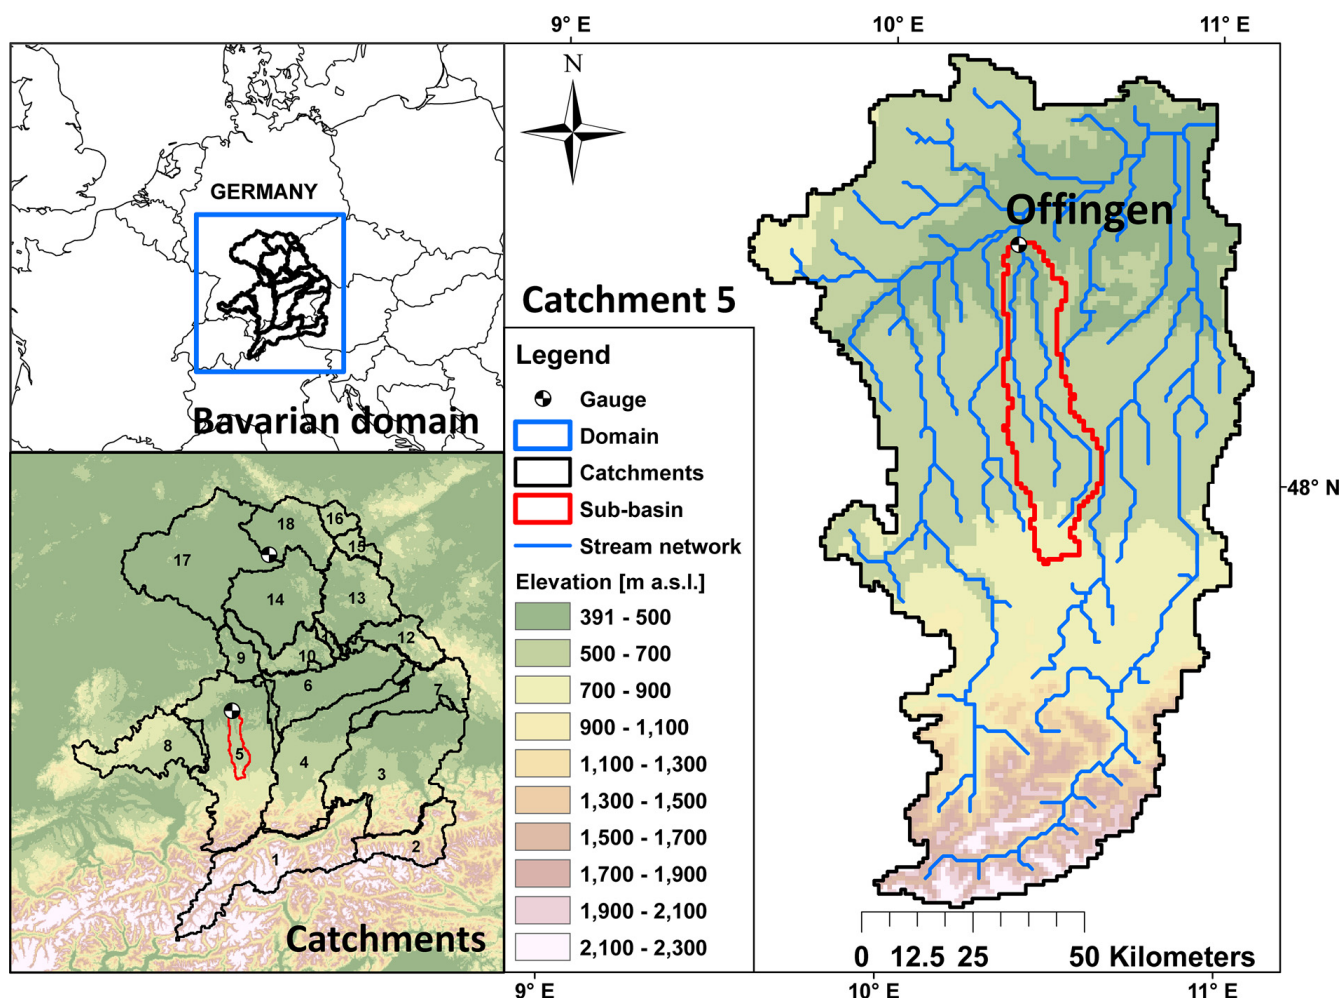 9° E
10° E
11° E
N
GERMANY
Bavarian domain
Offingen
Catchment 5
Legend
Gauge
Domain
Catchments
Sub-basin
Stream network
Elevation [m a.s.l.]
391 - 500
500 - 700
700 - 900
900 - 1,100
1,100 - 1,300
1,300 - 1,500
1,500 - 1,700
1,700 - 1,900
1,900 - 2,100
2,100 - 2,300
48° N
16
18
15
17
14
13
12
10
9
6
7
8
5
4
3
2
1
Catchments
0 12.5 25 50 Kilometers
9° E
10° E
11° E